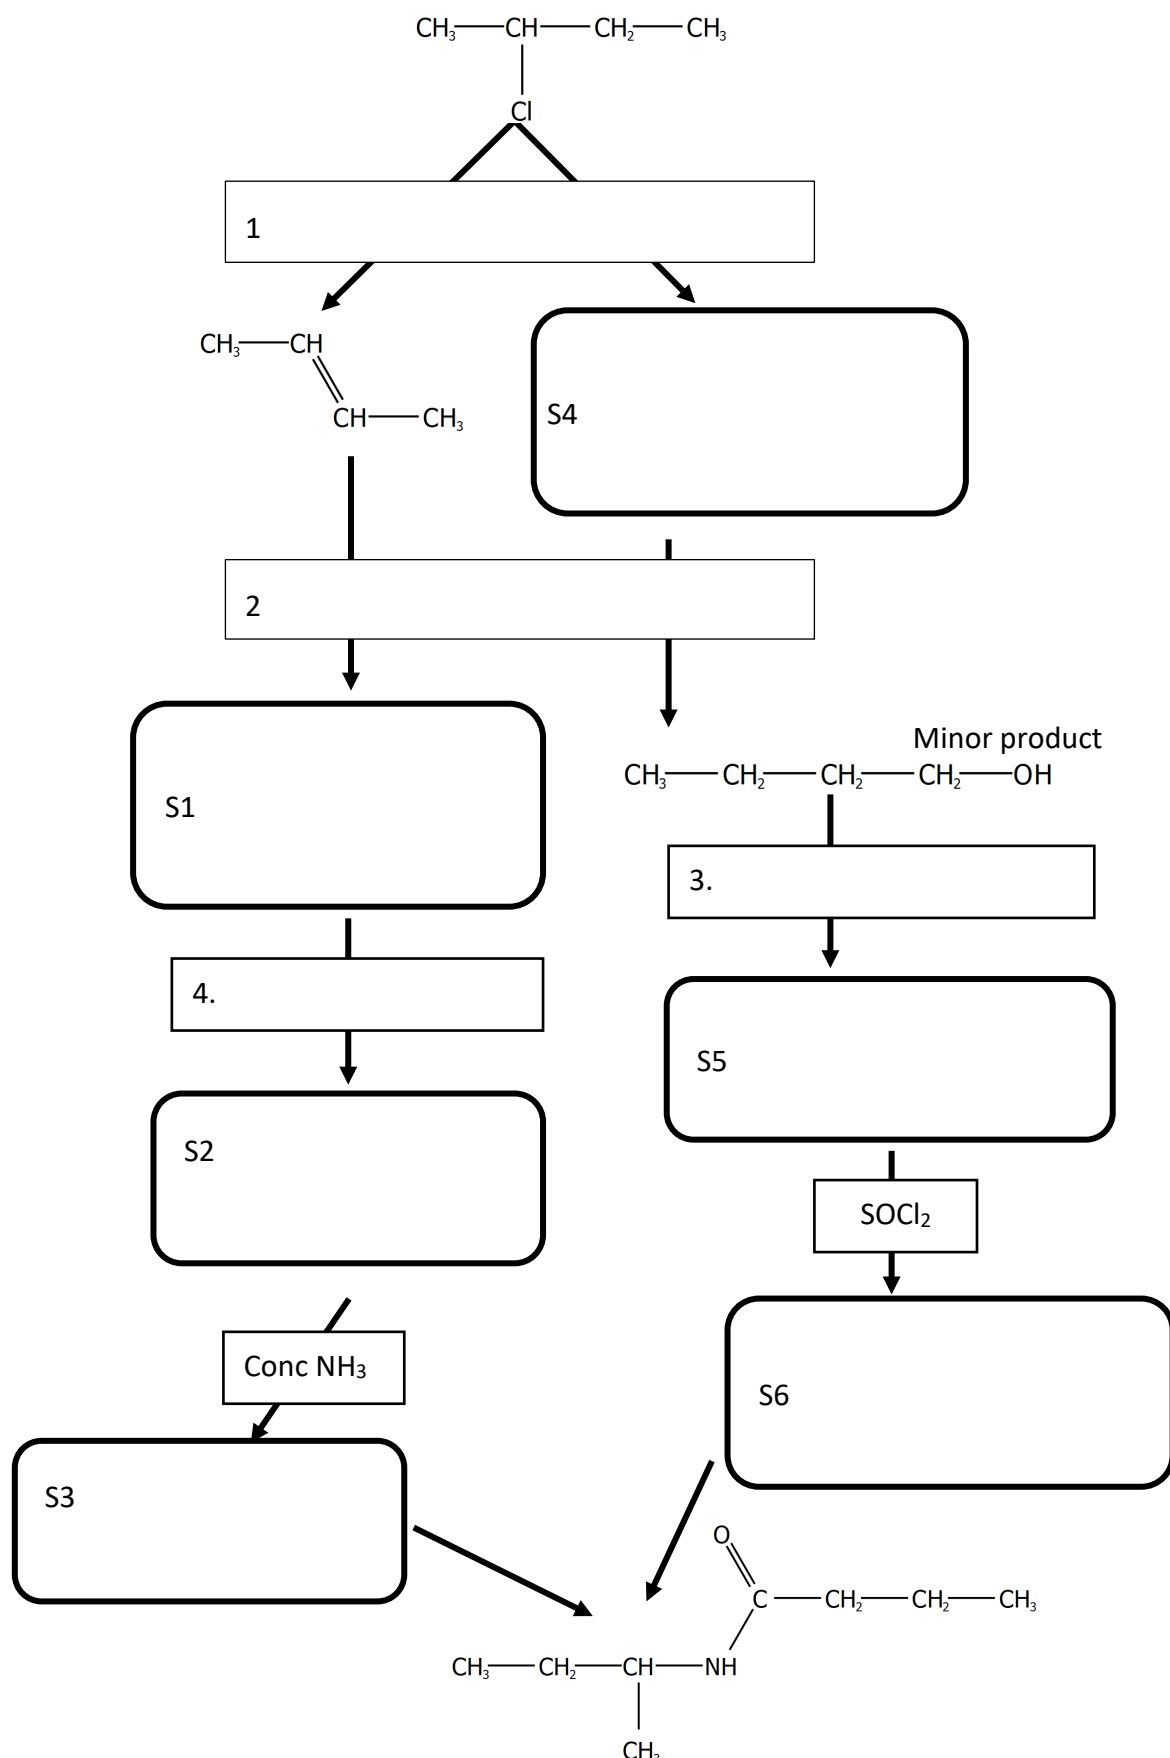 CH₃ CH CH₂ CH₃
Cl
1
CH₃ CH
CH CH₃
S4
2
Minor product
CH₃ CH₂ CH₂ CH₂ OH
S1
3.
4.
S5
S2
SOCl₂
Conc NH₃
S6
S3
O
C CH₂ CH₂ CH₃
CH₃ CH₂ CH NH
CH₃